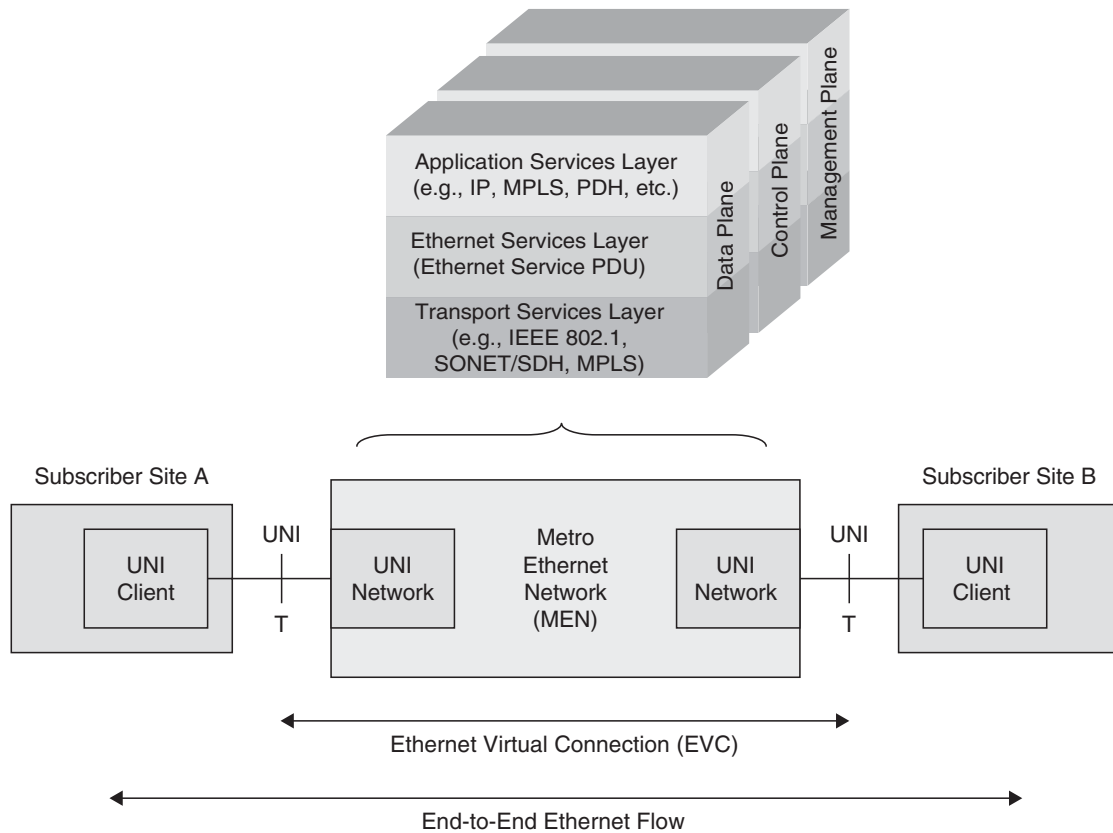 Application Services Layer
(e.g., IP, MPLS, PDH, etc.)
Ethernet Services Layer
(Ethernet Service PDU)
Transport Services Layer
(e.g., IEEE 802.1,
SONET/SDH, MPLS)
Data Plane
Control Plane
Management Plane
Subscriber Site A
Subscriber Site B
UNI
Client
UNI
T
UNI
Network
Metro
Ethernet
Network
(MEN)
UNI
Network
UNI
T
UNI
Client
Ethernet Virtual Connection (EVC)
End-to-End Ethernet Flow